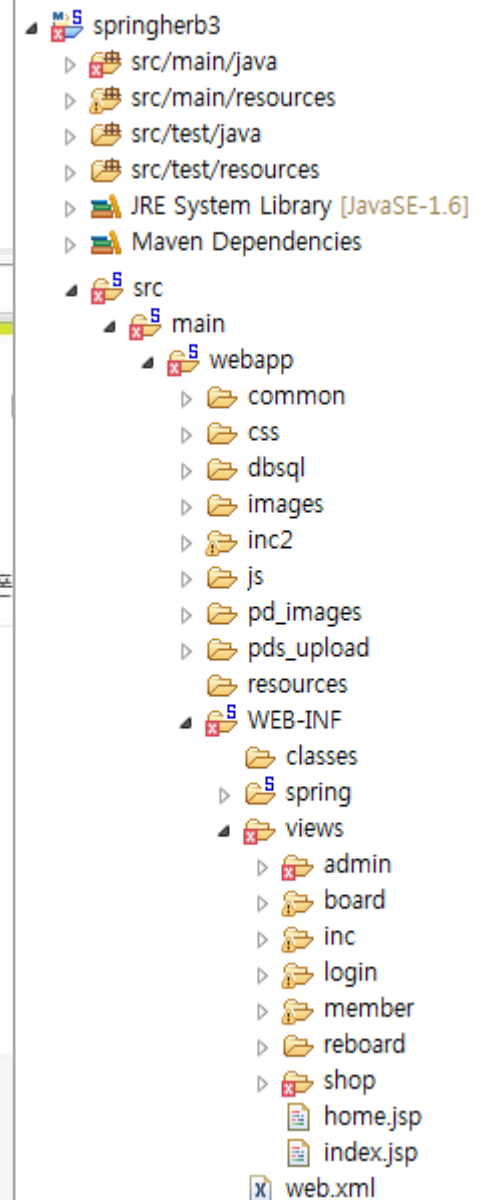 springherb3
src/main/java
src/main/resources
src/test/java
src/test/resources
JRE System Library [JavaSE-1.6]
Maven Dependencies
src
main
webapp
common
css
dbsql
images
inc2
js
pd_images
pds_upload
resources
WEB-INF
classes
spring
views
admin
board
inc
login
member
reboard
shop
home.jsp
index.jsp
web.xml